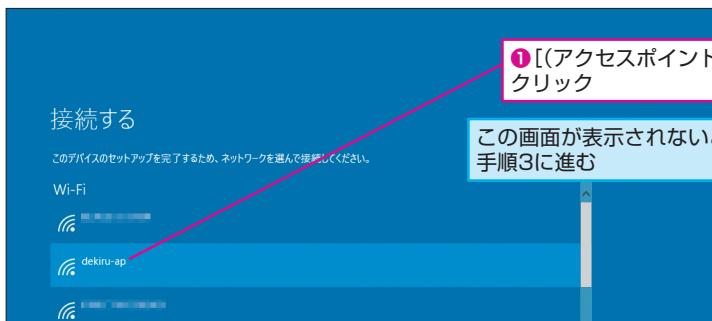 ❶[(アクセスポイント
クリック
接続する
この画面が表示されない
手順3に進む
このデバイスのセットアップを完了するため、ネットワークを選んで接続してください。
Wi-Fi
dekiru-ap